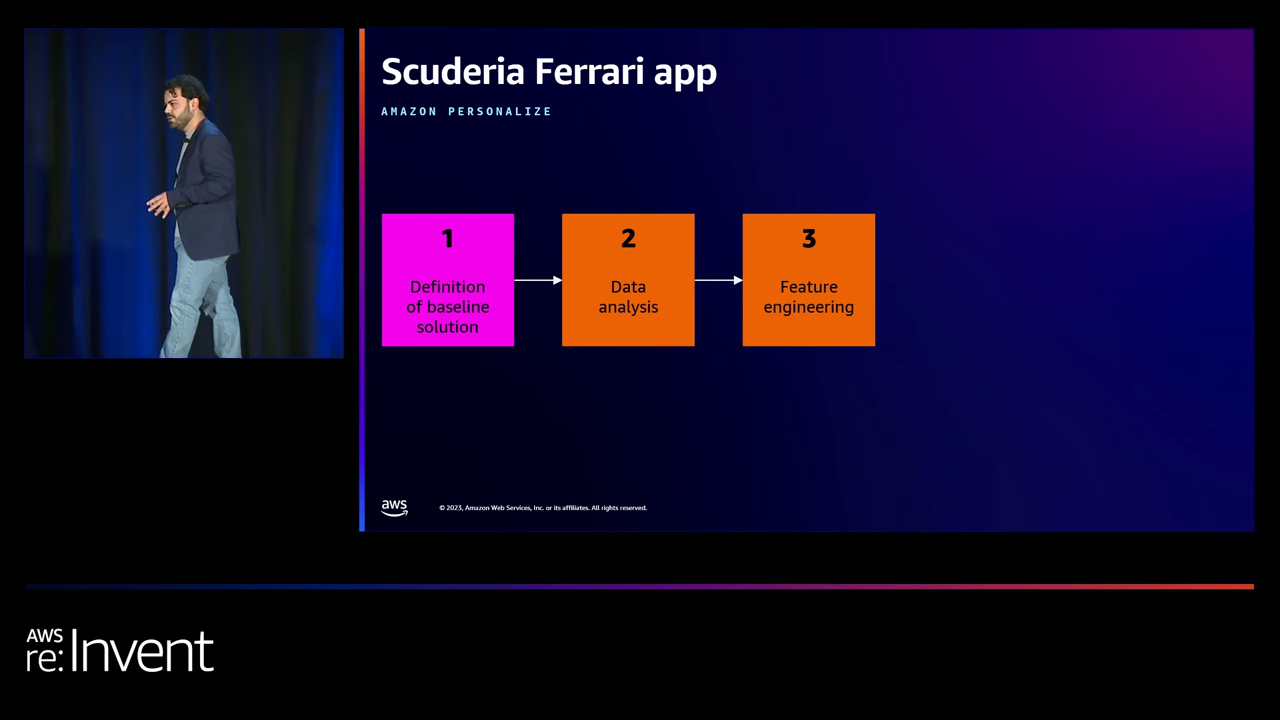 Scuderia Ferrari app
AMAZON PERSONALIZE
1
Definition
of baseline
solution
2
Data
analysis
3
Feature
engineering
aws
© 2023, Amazon Web Services, Inc. or its affiliates. All rights reserved.
AWS
re:Invent